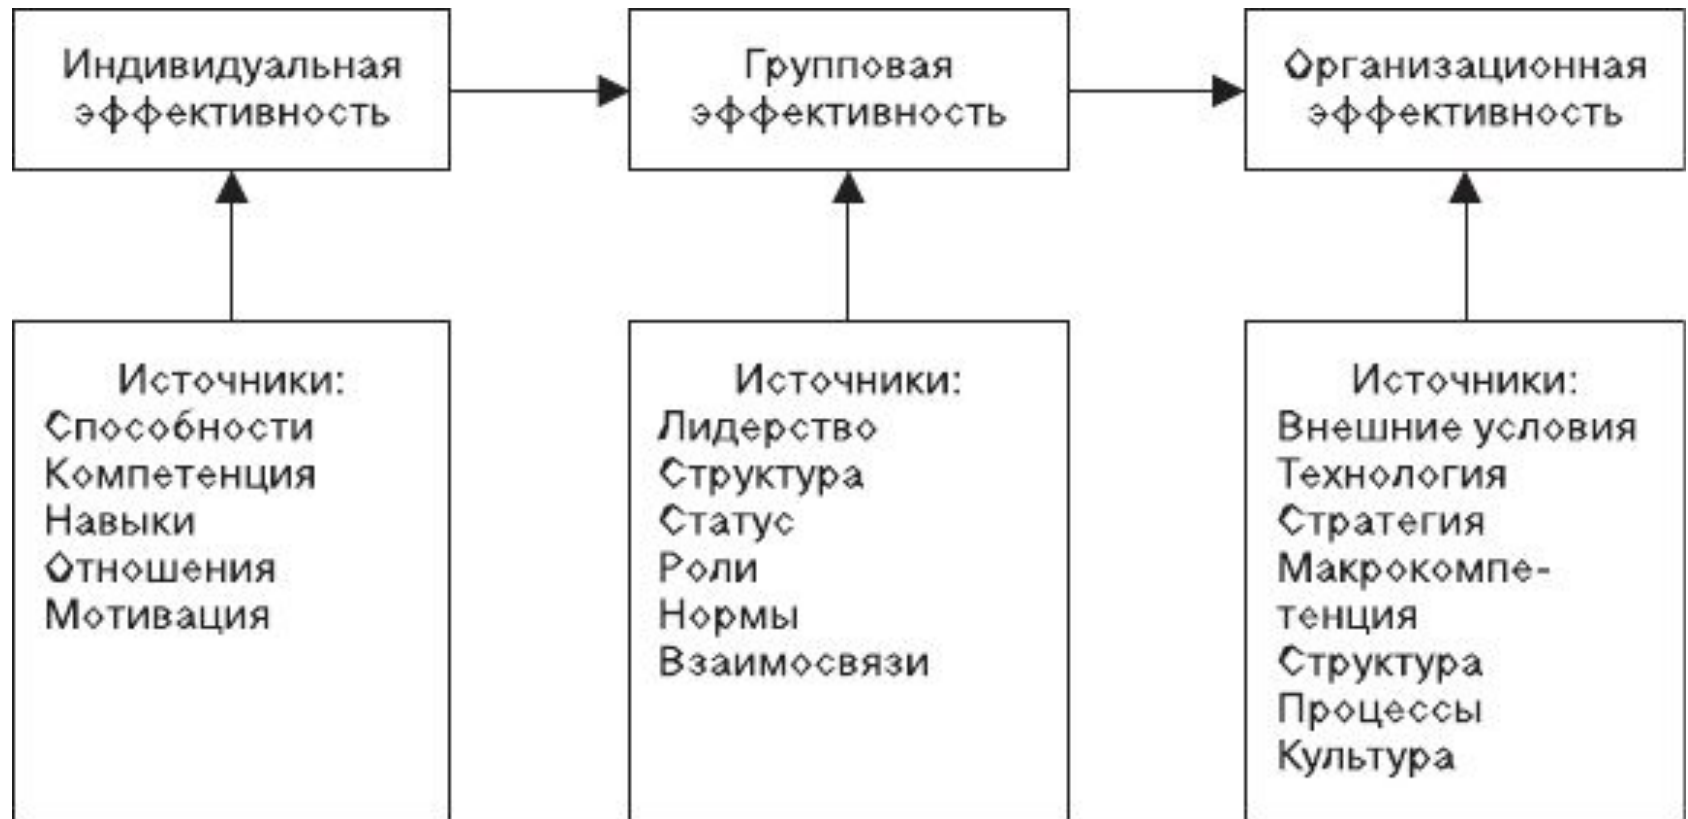 Индивидуальная
эффективность
Групповая
эффективность
Организационная
эффективность
Источники:
Способности
Компетенция
Навыки
Отношения
Мотивация
Источники:
Лидерство
Структура
Статус
Роли
Нормы
Взаимосвязи
Источники:
Внешние условия
Технология
Стратегия
Макрокомпе-
тенция
Структура
Процессы
Культура